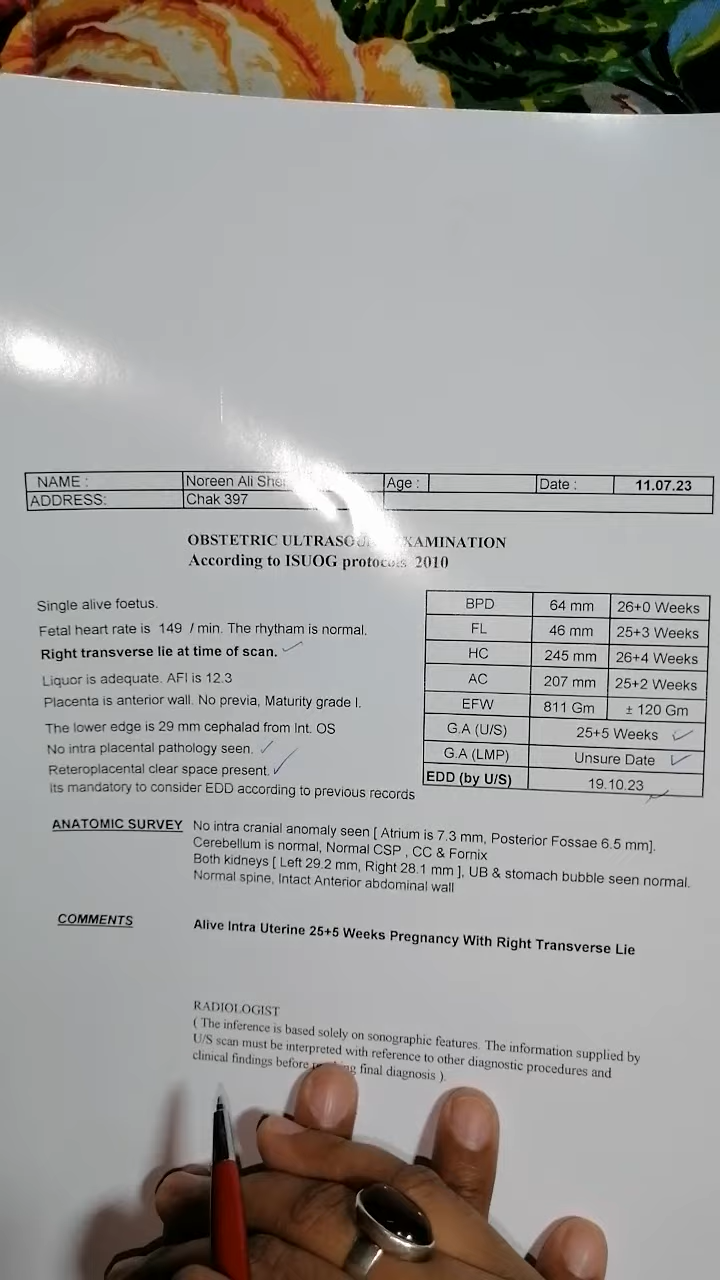 NAME : Noreen Ali Age : Date : 11.07.23
ADDRESS: Chak 397
OBSTETRIC EXAMINATION
According to ISUOG protocols 2010
Single alive foetus.
Fetal heart rate is 149 / min. The rhytham is normal.
Right transverse lie at time of scan.
Liquor is adequate. AFI is 12.3
Placenta is anterior wall. No previa, Maturity grade I.
The lower edge is 29 mm cephalad from Int. OS
No intra placental pathology seen.
Reteroplacental clear space present.
its mandatory to consider EDD according to previous records
BPD 64 mm 26+0 Weeks
FL 46 mm 25+3 Weeks
HC 245 mm 26+4 Weeks
AC 207 mm 25+2 Weeks
EFW 811 Gm ± 120 Gm
G.A (U/S) 25+5 Weeks
G.A (LMP) Unsure Date
EDD (by U/S) 19.10.23
ANATOMIC SURVEY No intra cranial anomaly seen [ Atrium is 7.3 mm, Posterior Fossae 6.5 mm].
Cerebellum is normal, Normal CSP , CC & Fornix
Both kidneys [ Left 29.2 mm, Right 28.1 mm ], UB & stomach bubble seen normal.
Normal spine, Intact Anterior abdominal wall
COMMENTS Alive Intra Uterine 25+5 Weeks Pregnancy With Right Transverse Lie
RADIOLOGIST
( The inference is based solely on sonographic features. The information supplied by
U/S scan must be interpreted with reference to other diagnostic procedures and
clinical findings before final diagnosis ).